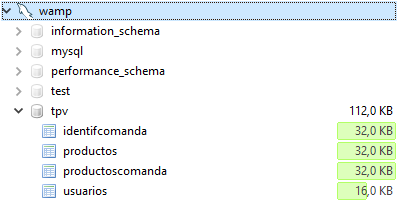 wamp
information_schema
mysql
performance_schema
test
tpv 112,0 KB
identifcomanda 32,0 KB
productos 32,0 KB
productoscomanda 32,0 KB
usuarios 16,0 KB